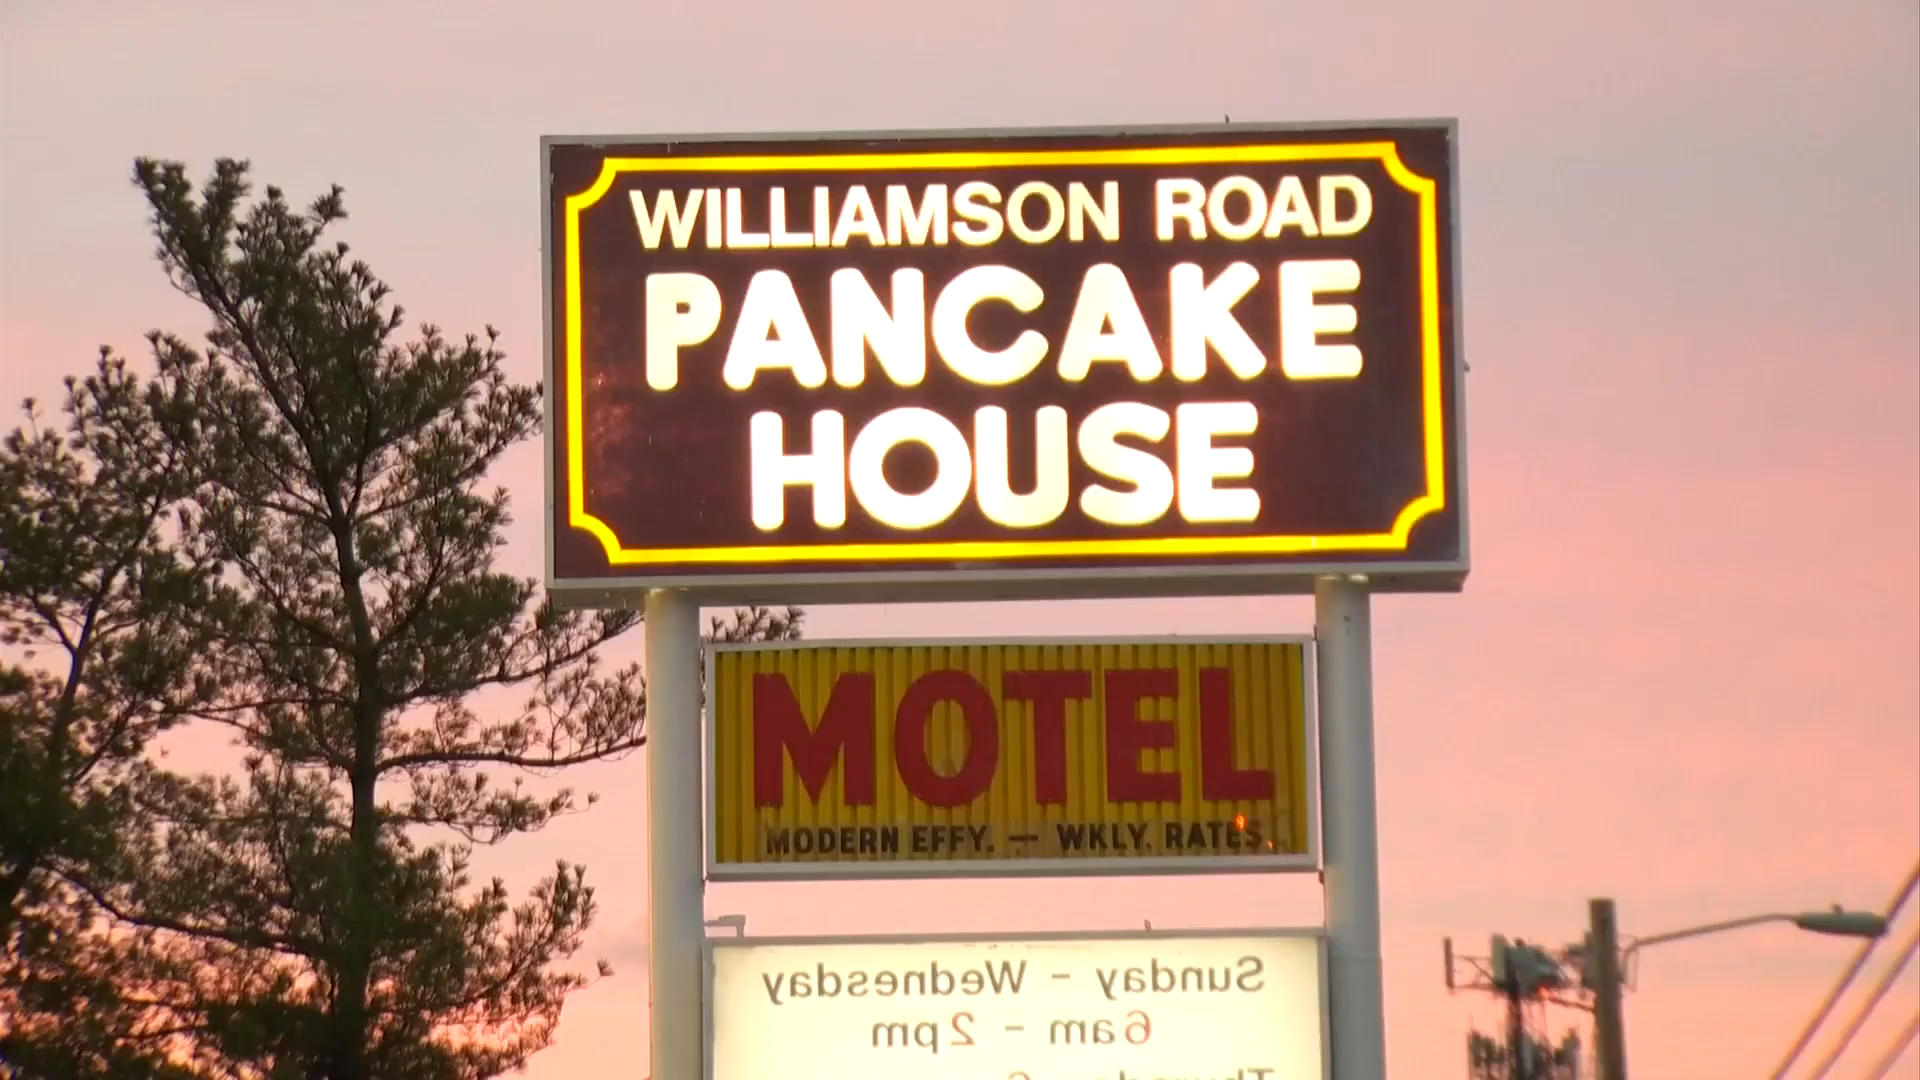 WILLIAMSON ROAD
PANCAKE
HOUSE
MOTEL
MODERN EFFY. — WKLY. RATES
Sunday - Wednesday
6am - 2pm